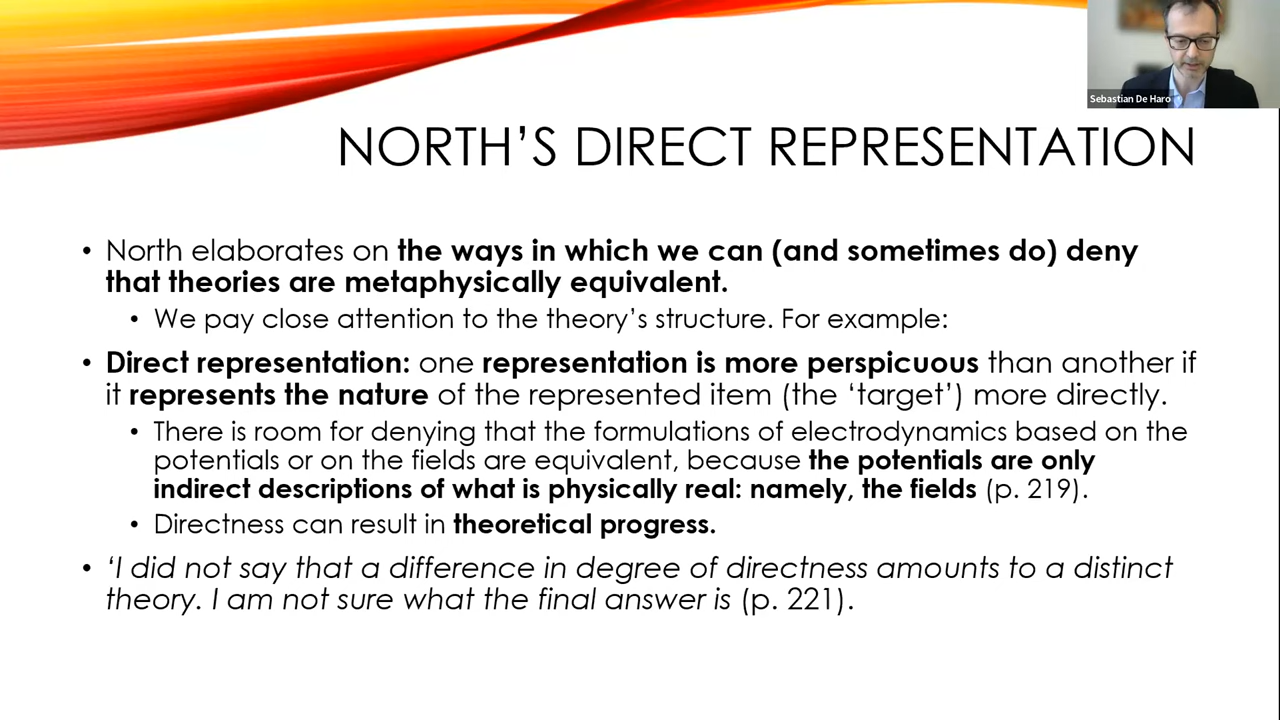 Sebastian De Haro
NORTH'S DIRECT REPRESENTATION
• North elaborates on the ways in which we can (and sometimes do) deny
that theories are metaphysically equivalent.
• We pay close attention to the theory's structure. For example:
• Direct representation: one representation is more perspicuous than another if
it represents the nature of the represented item (the 'target') more directly.
• There is room for denying that the formulations of electrodynamics based on the
potentials or on the fields are equivalent, because the potentials are only
indirect descriptions of what is physically real: namely, the fields (p. 219).
• Directness can result in theoretical progress.
• 'I did not say that a difference in degree of directness amounts to a distinct
theory. I am not sure what the final answer is (p. 221).